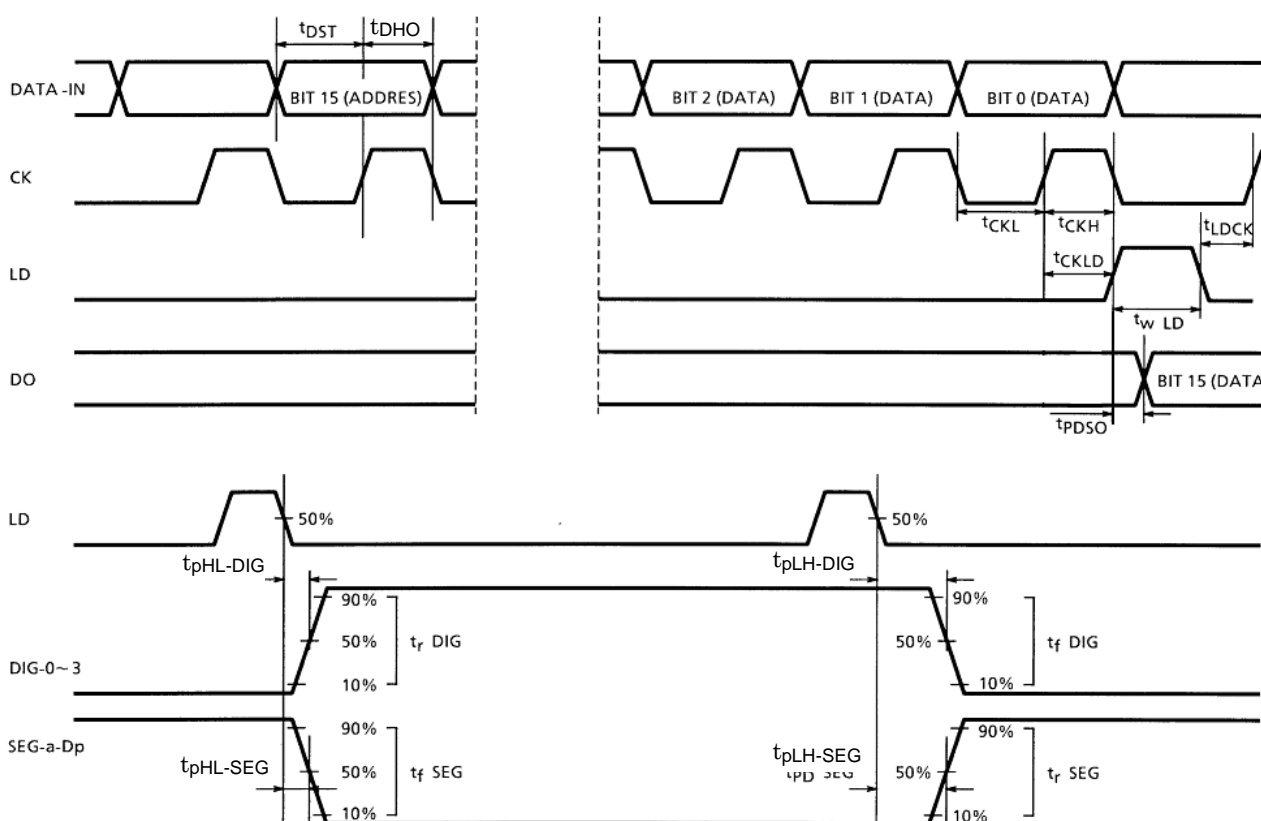 tDST tDHO
DATA -IN BIT 15 (ADDRES) BIT 2 (DATA) BIT 1 (DATA) BIT 0 (DATA)
CK
tCKL tCKH tLDCK
LD tCKLD
tw LD
DO BIT 15 (DATA
tPDSO
LD 50% 50%
tpHL-DIG tpLH-DIG
90% 90%
50% tr DIG 50% tf DIG
DIG-0~3 10% 10%
SEG-a-Dp 90% 90%
tpHL-SEG tpLH-SEG
50% tf SEG tPD SEG 50% tr SEG
10% 10%